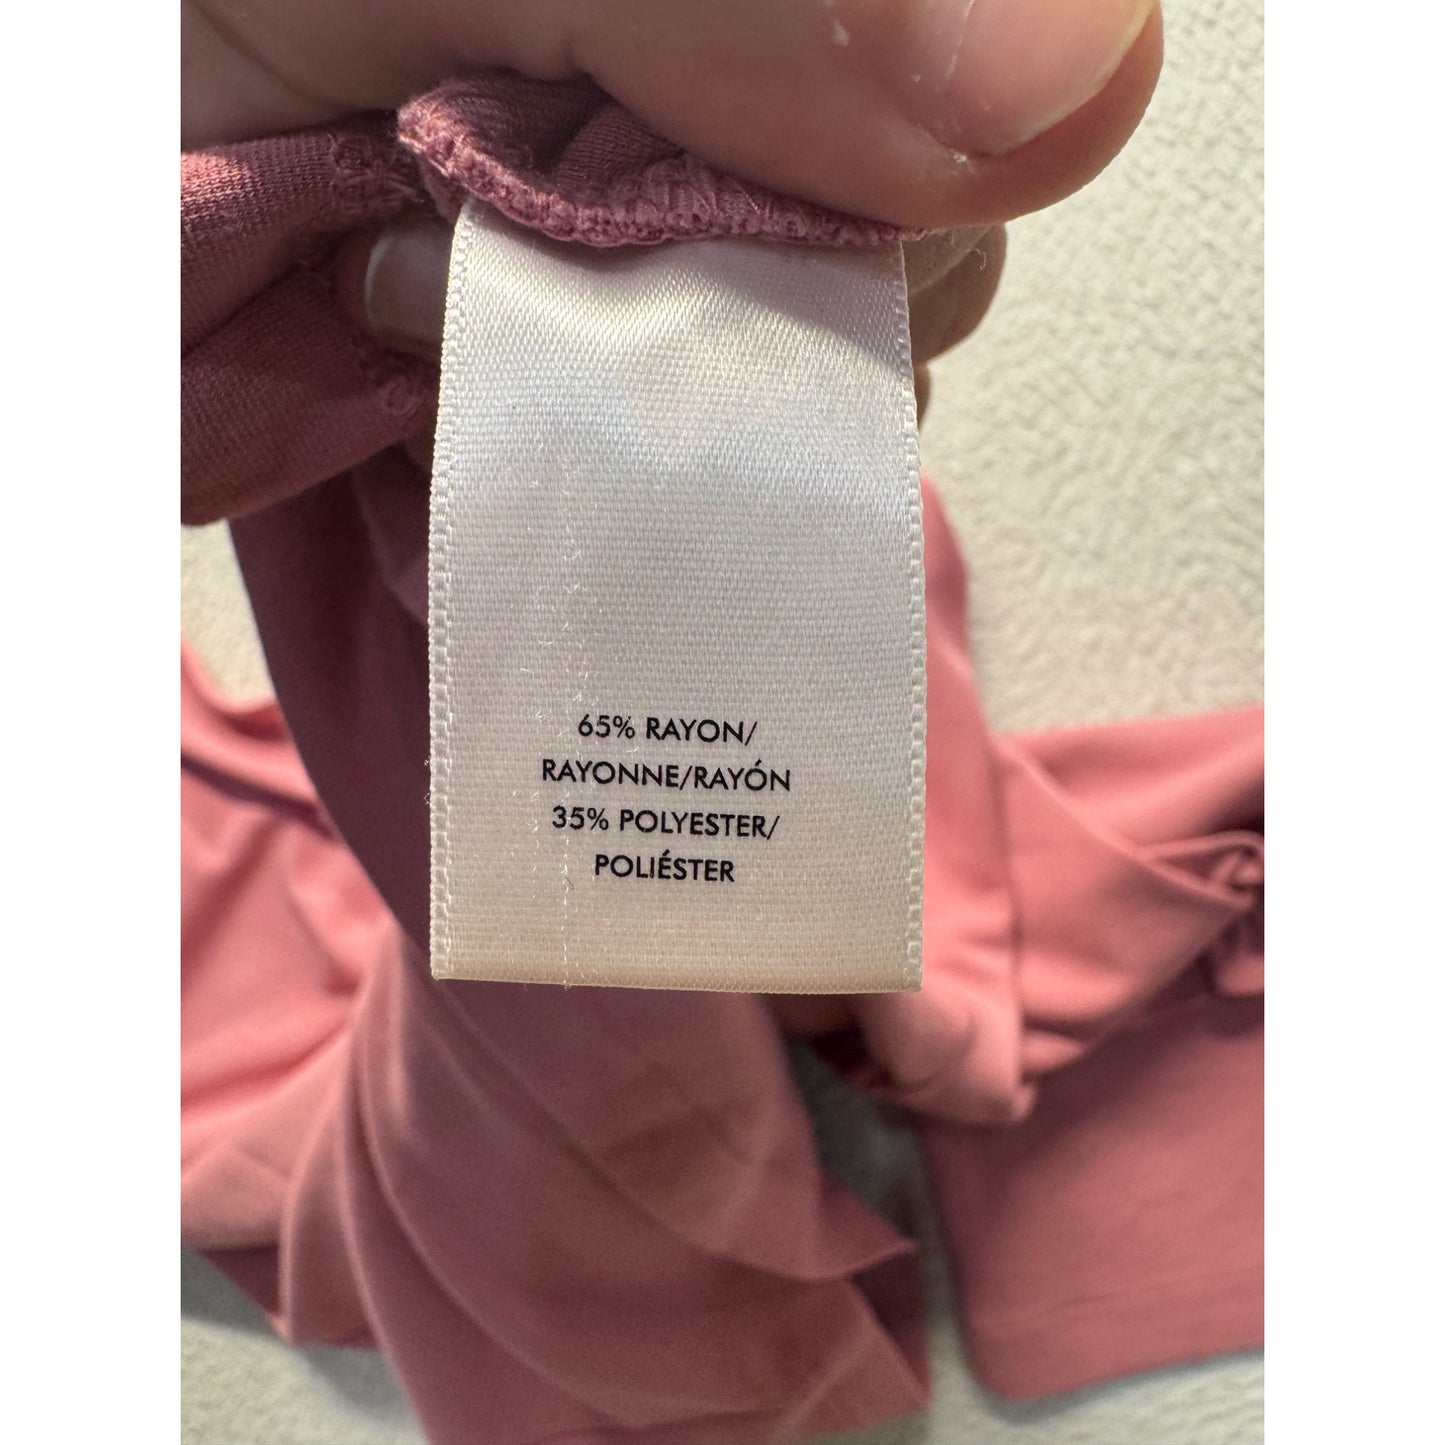 65% RAYON/
RAYONNE/RAYÓN
35% POLYESTER/
POLIÉSTER